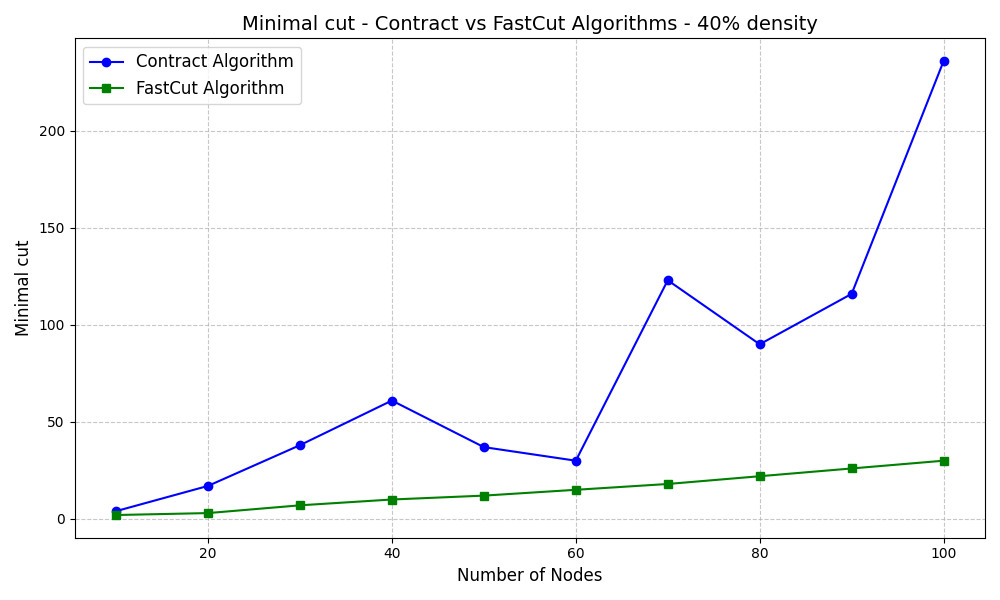 Minimal cut - Contract vs FastCut Algorithms - 40% density
Contract Algorithm
FastCut Algorithm
Minimal cut
200
150
100
50
0
20 40 60 80 100
Number of Nodes